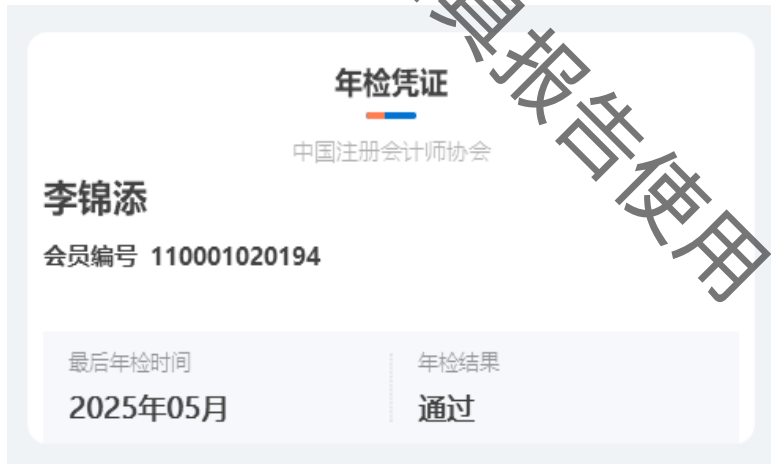 年检凭证
中国注册会计师协会
李锦添
会员编号 110001020194
最后年检时间
年检结果
2025年05月
通过
报告使用